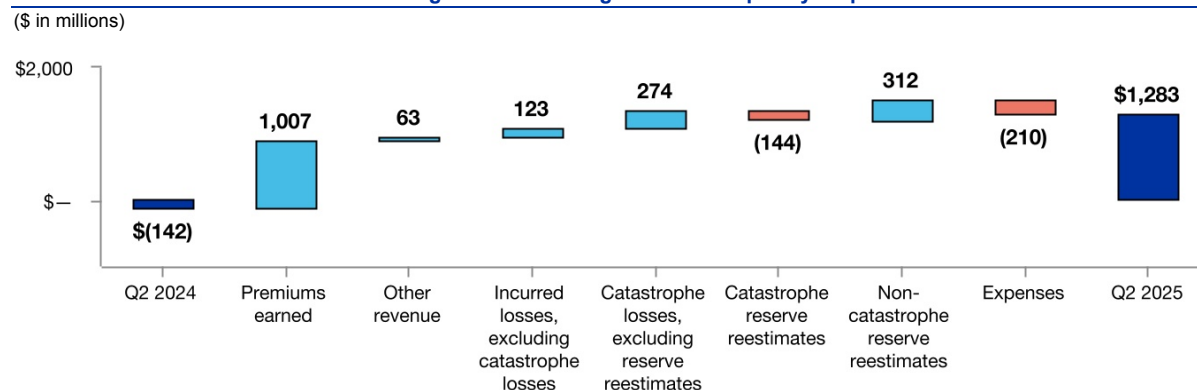 ($ in millions)
$2,000
$—
$(142)
1,007
63
123
274
(144)
312
(210)
$1,283
Q2 2024
Premiums
earned
Other
revenue
Incurred
losses,
excluding
catastrophe
losses
Catastrophe
losses,
excluding
reserve
reestimates
Catastrophe
reserve
reestimates
Non-
catastrophe
reserve
reestimates
Expenses
Q2 2025